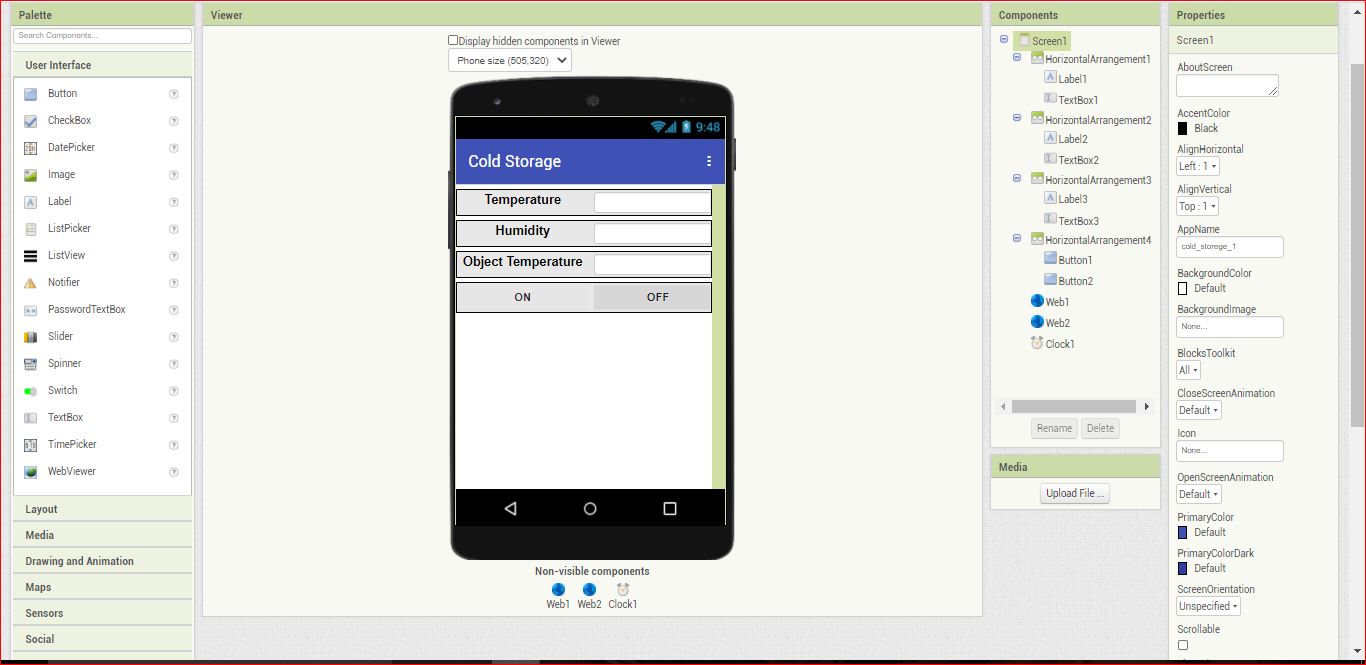 Palette
Search Components...
User Interface
Button
CheckBox
DatePicker
Image
Label
ListPicker
ListView
Notifier
PasswordTextBox
Slider
Spinner
Switch
TextBox
TimePicker
WebViewer
Layout
Media
Drawing and Animation
Maps
Sensors
Social
Viewer
Display hidden components in Viewer
Phone size (505,320)
9:48
Cold Storage
Temperature
Humidity
Object Temperature
ON OFF
Non-visible components
Web1 Web2 Clock1
Components
Screen1
HorizontalArrangement1
Label1
TextBox1
HorizontalArrangement2
Label2
TextBox2
HorizontalArrangement3
Label3
TextBox3
HorizontalArrangement4
Button1
Button2
Web1
Web2
Clock1
Rename Delete
Media
Upload File ...
Properties
Screen1
AboutScreen
AccentColor
Black
AlignHorizontal
Left : 1
AlignVertical
Top : 1
AppName
cold_storege_1
BackgroundColor
Default
BackgroundImage
None...
BlocksToolkit
All
CloseScreenAnimation
Default
Icon
None...
OpenScreenAnimation
Default
PrimaryColor
Default
PrimaryColorDark
Default
ScreenOrientation
Unspecified
Scrollable